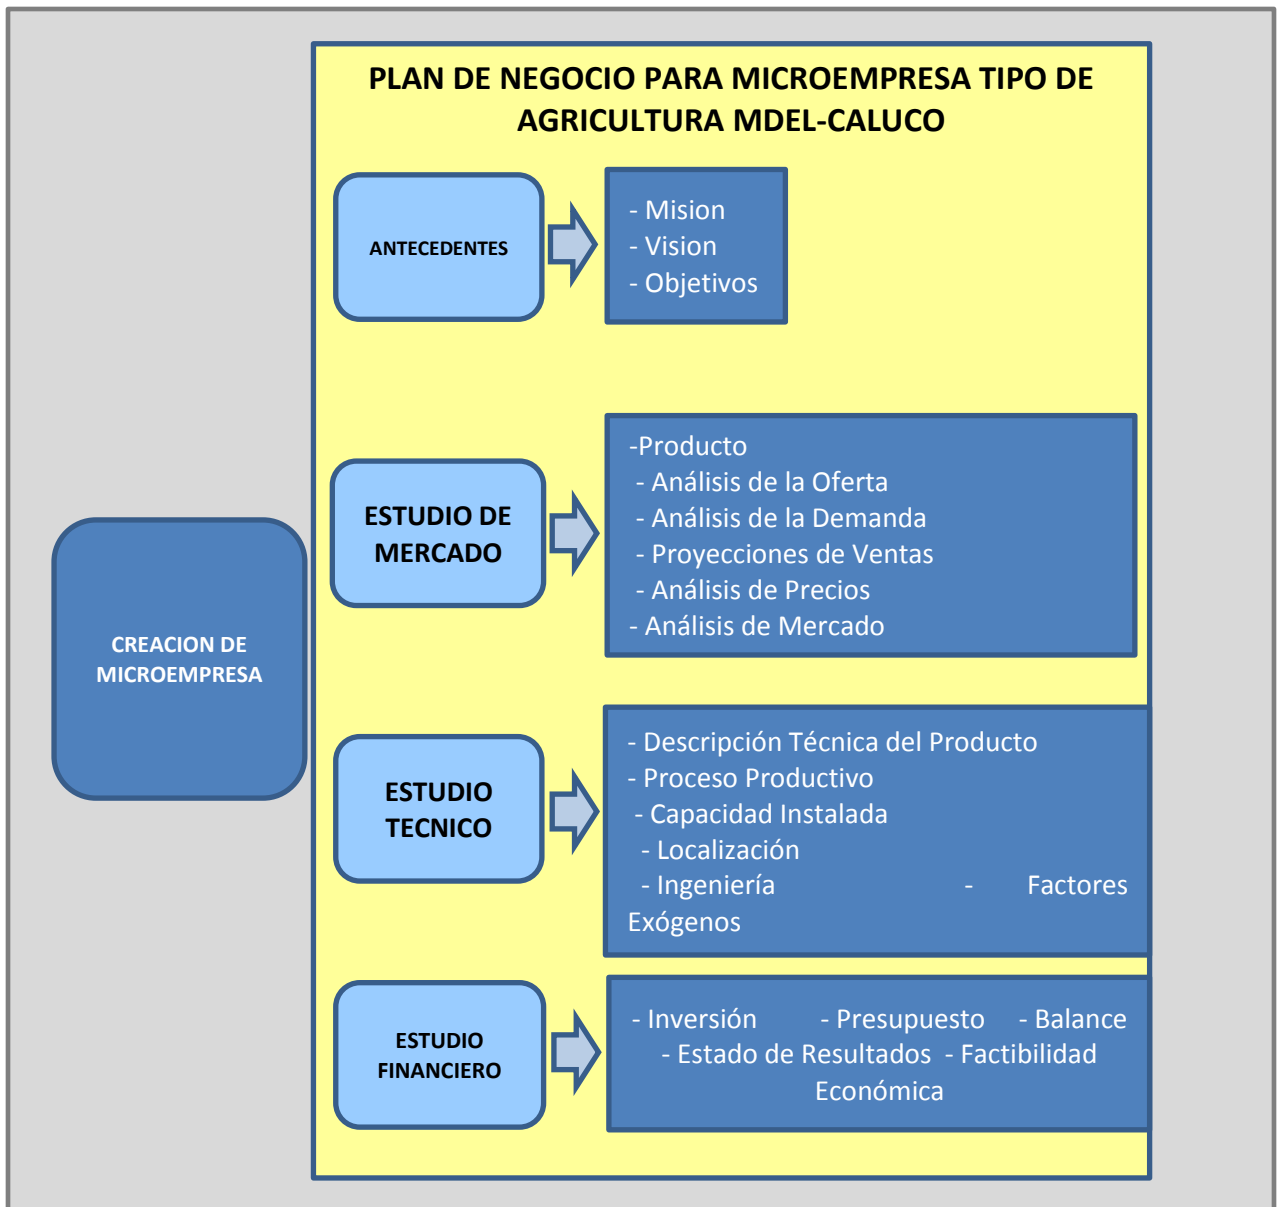 PLAN DE NEGOCIO PARA MICROEMPRESA TIPO DE
AGRICULTURA MDEL-CALUCO
ANTECEDENTES
- Mision
- Vision
- Objetivos
CREACION DE
MICROEMPRESA
ESTUDIO DE
MERCADO
-Producto
- Análisis de la Oferta
- Análisis de la Demanda
- Proyecciones de Ventas
- Análisis de Precios
- Análisis de Mercado
ESTUDIO
TECNICO
- Descripción Técnica del Producto
- Proceso Productivo
- Capacidad Instalada
- Localización
- Ingeniería - Factores
Exógenos
ESTUDIO
FINANCIERO
- Inversión - Presupuesto - Balance
- Estado de Resultados - Factibilidad
Económica